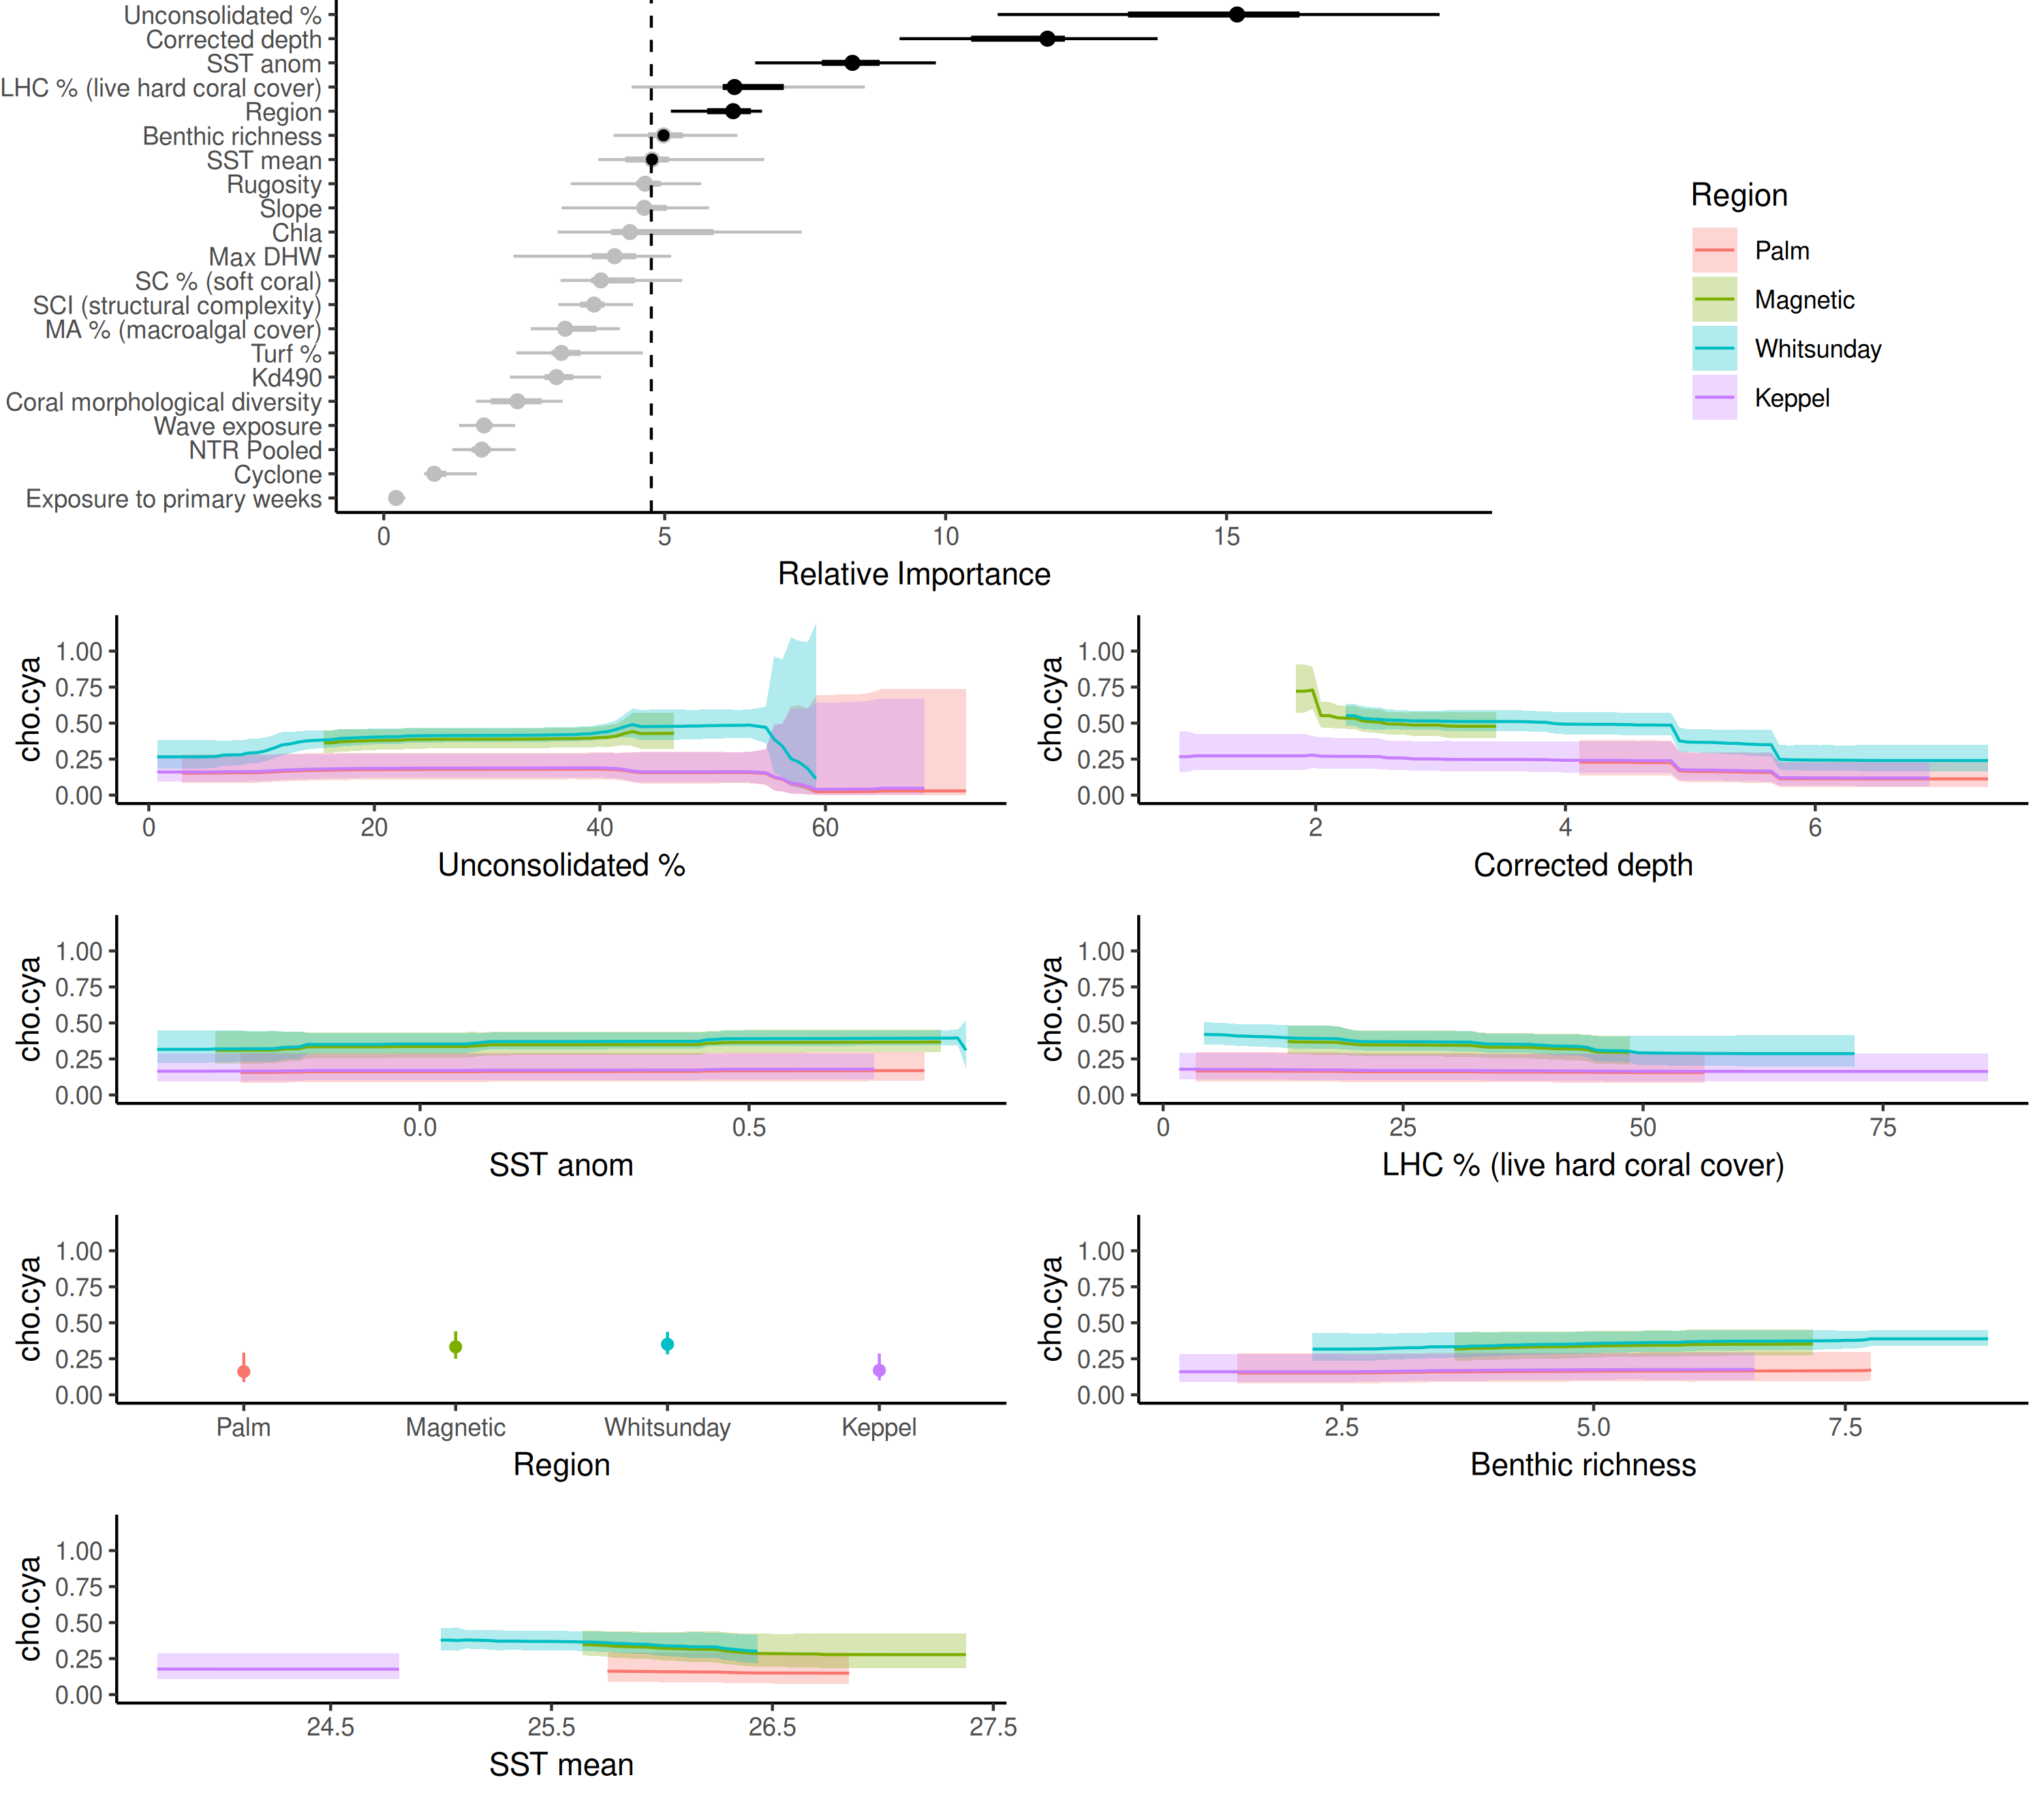 Unconsolidated %
Corrected depth
SST anom
LHC % (live hard coral cover)
Region
Benthic richness
SST mean
Rugosity
Slope
Chla
Max DHW
SC % (soft coral)
SCI (structural complexity)
MA % (macroalgal cover)
Turf %
Kd490
Coral morphological diversity
Wave exposure
NTR Pooled
Cyclone
Exposure to primary weeks
0 5 10 15
Relative Importance
Region
Palm
Magnetic
Whitsunday
Keppel
cho.cya
1.00
0.75
0.50
0.25
0.00
0 20 40 60
Unconsolidated %
cho.cya
1.00
0.75
0.50
0.25
0.00
2 4 6
Corrected depth
cho.cya
1.00
0.75
0.50
0.25
0.00
0.0 0.5
SST anom
cho.cya
1.00
0.75
0.50
0.25
0.00
0 25 50 75
LHC % (live hard coral cover)
cho.cya
1.00
0.75
0.50
0.25
0.00
Palm Magnetic Whitsunday Keppel
Region
cho.cya
1.00
0.75
0.50
0.25
0.00
2.5 5.0 7.5
Benthic richness
cho.cya
1.00
0.75
0.50
0.25
0.00
24.5 25.5 26.5 27.5
SST mean